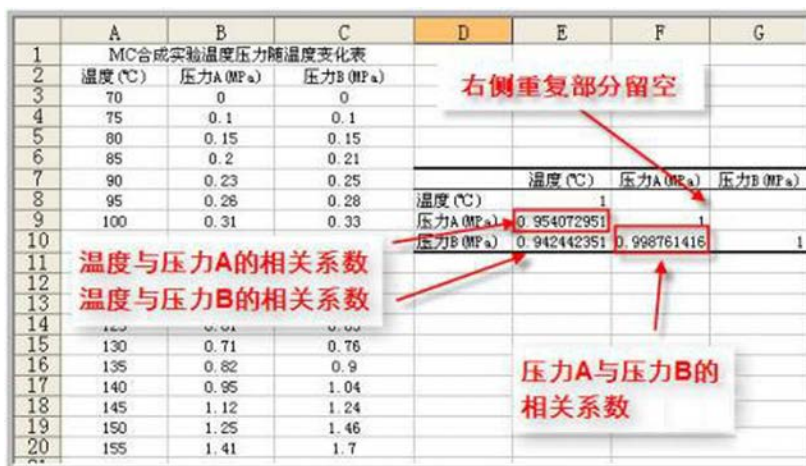 A B C D E F G
1 MC合成实验温度压力随温度变化表
2 温度(℃) 压力A(MPa) 压力B(MPa)
右侧重复部分留空
3 70 0 0
4 75 0.1 0.1
5 80 0.15 0.15
6 85 0.2 0.21
7 90 0.23 0.25 温度(℃) 压力A(MPa) 压力B(MPa)
8 95 0.26 0.28 温度(℃) 1
9 100 0.31 0.33 压力A(MPa) 0.954072951 1
10 压力B(MPa) 0.942442351 0.998761416 1
11
温度与压力A的相关系数
12
温度与压力B的相关系数
13
14
15 130 0.71 0.76
16 135 0.82 0.9
压力A与压力B的
17 140 0.95 1.04
相关系数
18 145 1.12 1.24
19 150 1.25 1.46
20 155 1.41 1.7